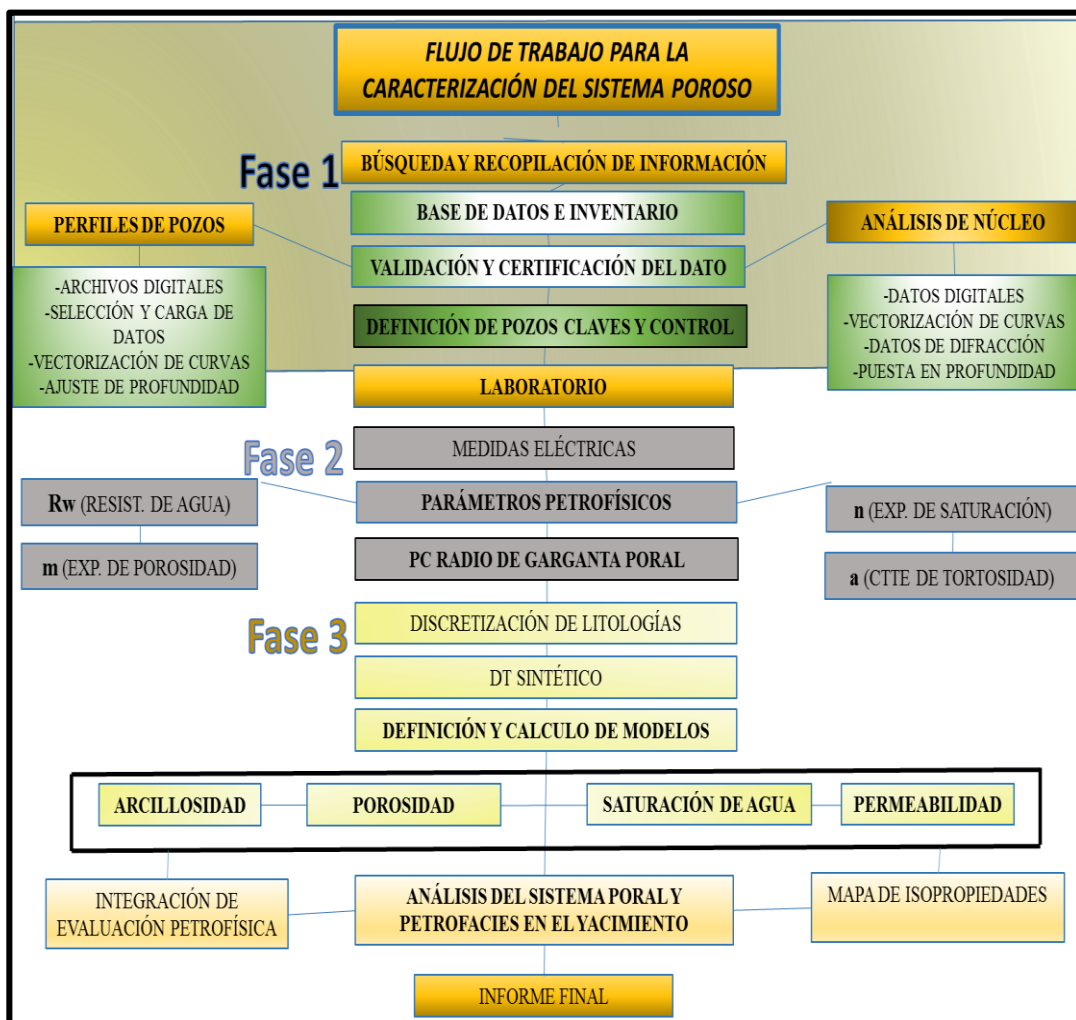 FLUJO DE TRABAJO PARA LA
CARACTERIZACIÓN DEL SISTEMA POROSO
Fase 1
BÚSQUEDA Y RECOPILACIÓN DE INFORMACIÓN
BASE DE DATOS E INVENTARIO
PERFILES DE POZOS
ANÁLISIS DE NÚCLEO
VALIDACIÓN Y CERTIFICACIÓN DEL DATO
-ARCHIVOS DIGITALES
-SELECCIÓN Y CARGA DE
DATOS
-VECTORIZACIÓN DE CURVAS
-AJUSTE DE PROFUNDIDAD
DEFINICIÓN DE POZOS CLAVES Y CONTROL
-DATOS DIGITALES
-VECTORIZACIÓN DE CURVAS
-DATOS DE DIFRACCIÓN
-PUESTA EN PROFUNDIDAD
LABORATORIO
Fase 2
MEDIDAS ELÉCTRICAS
Rw (RESIST. DE AGUA)
PARÁMETROS PETROFÍSICOS
n (EXP. DE SATURACIÓN)
m (EXP. DE POROSIDAD)
PC RADIO DE GARGANTA PORAL
a (CTTE DE TORTOSIDAD)
Fase 3
DISCRETIZACIÓN DE LITOLOGÍAS
DT SINTÉTICO
DEFINICIÓN Y CALCULO DE MODELOS
ARCILLOSIDAD
POROSIDAD
SATURACIÓN DE AGUA
PERMEABILIDAD
INTEGRACIÓN DE
EVALUACIÓN PETROFÍSICA
ANÁLISIS DEL SISTEMA PORAL Y
PETROFACIES EN EL YACIMIENTO
MAPA DE ISOPROPIEDADES
INFORME FINAL